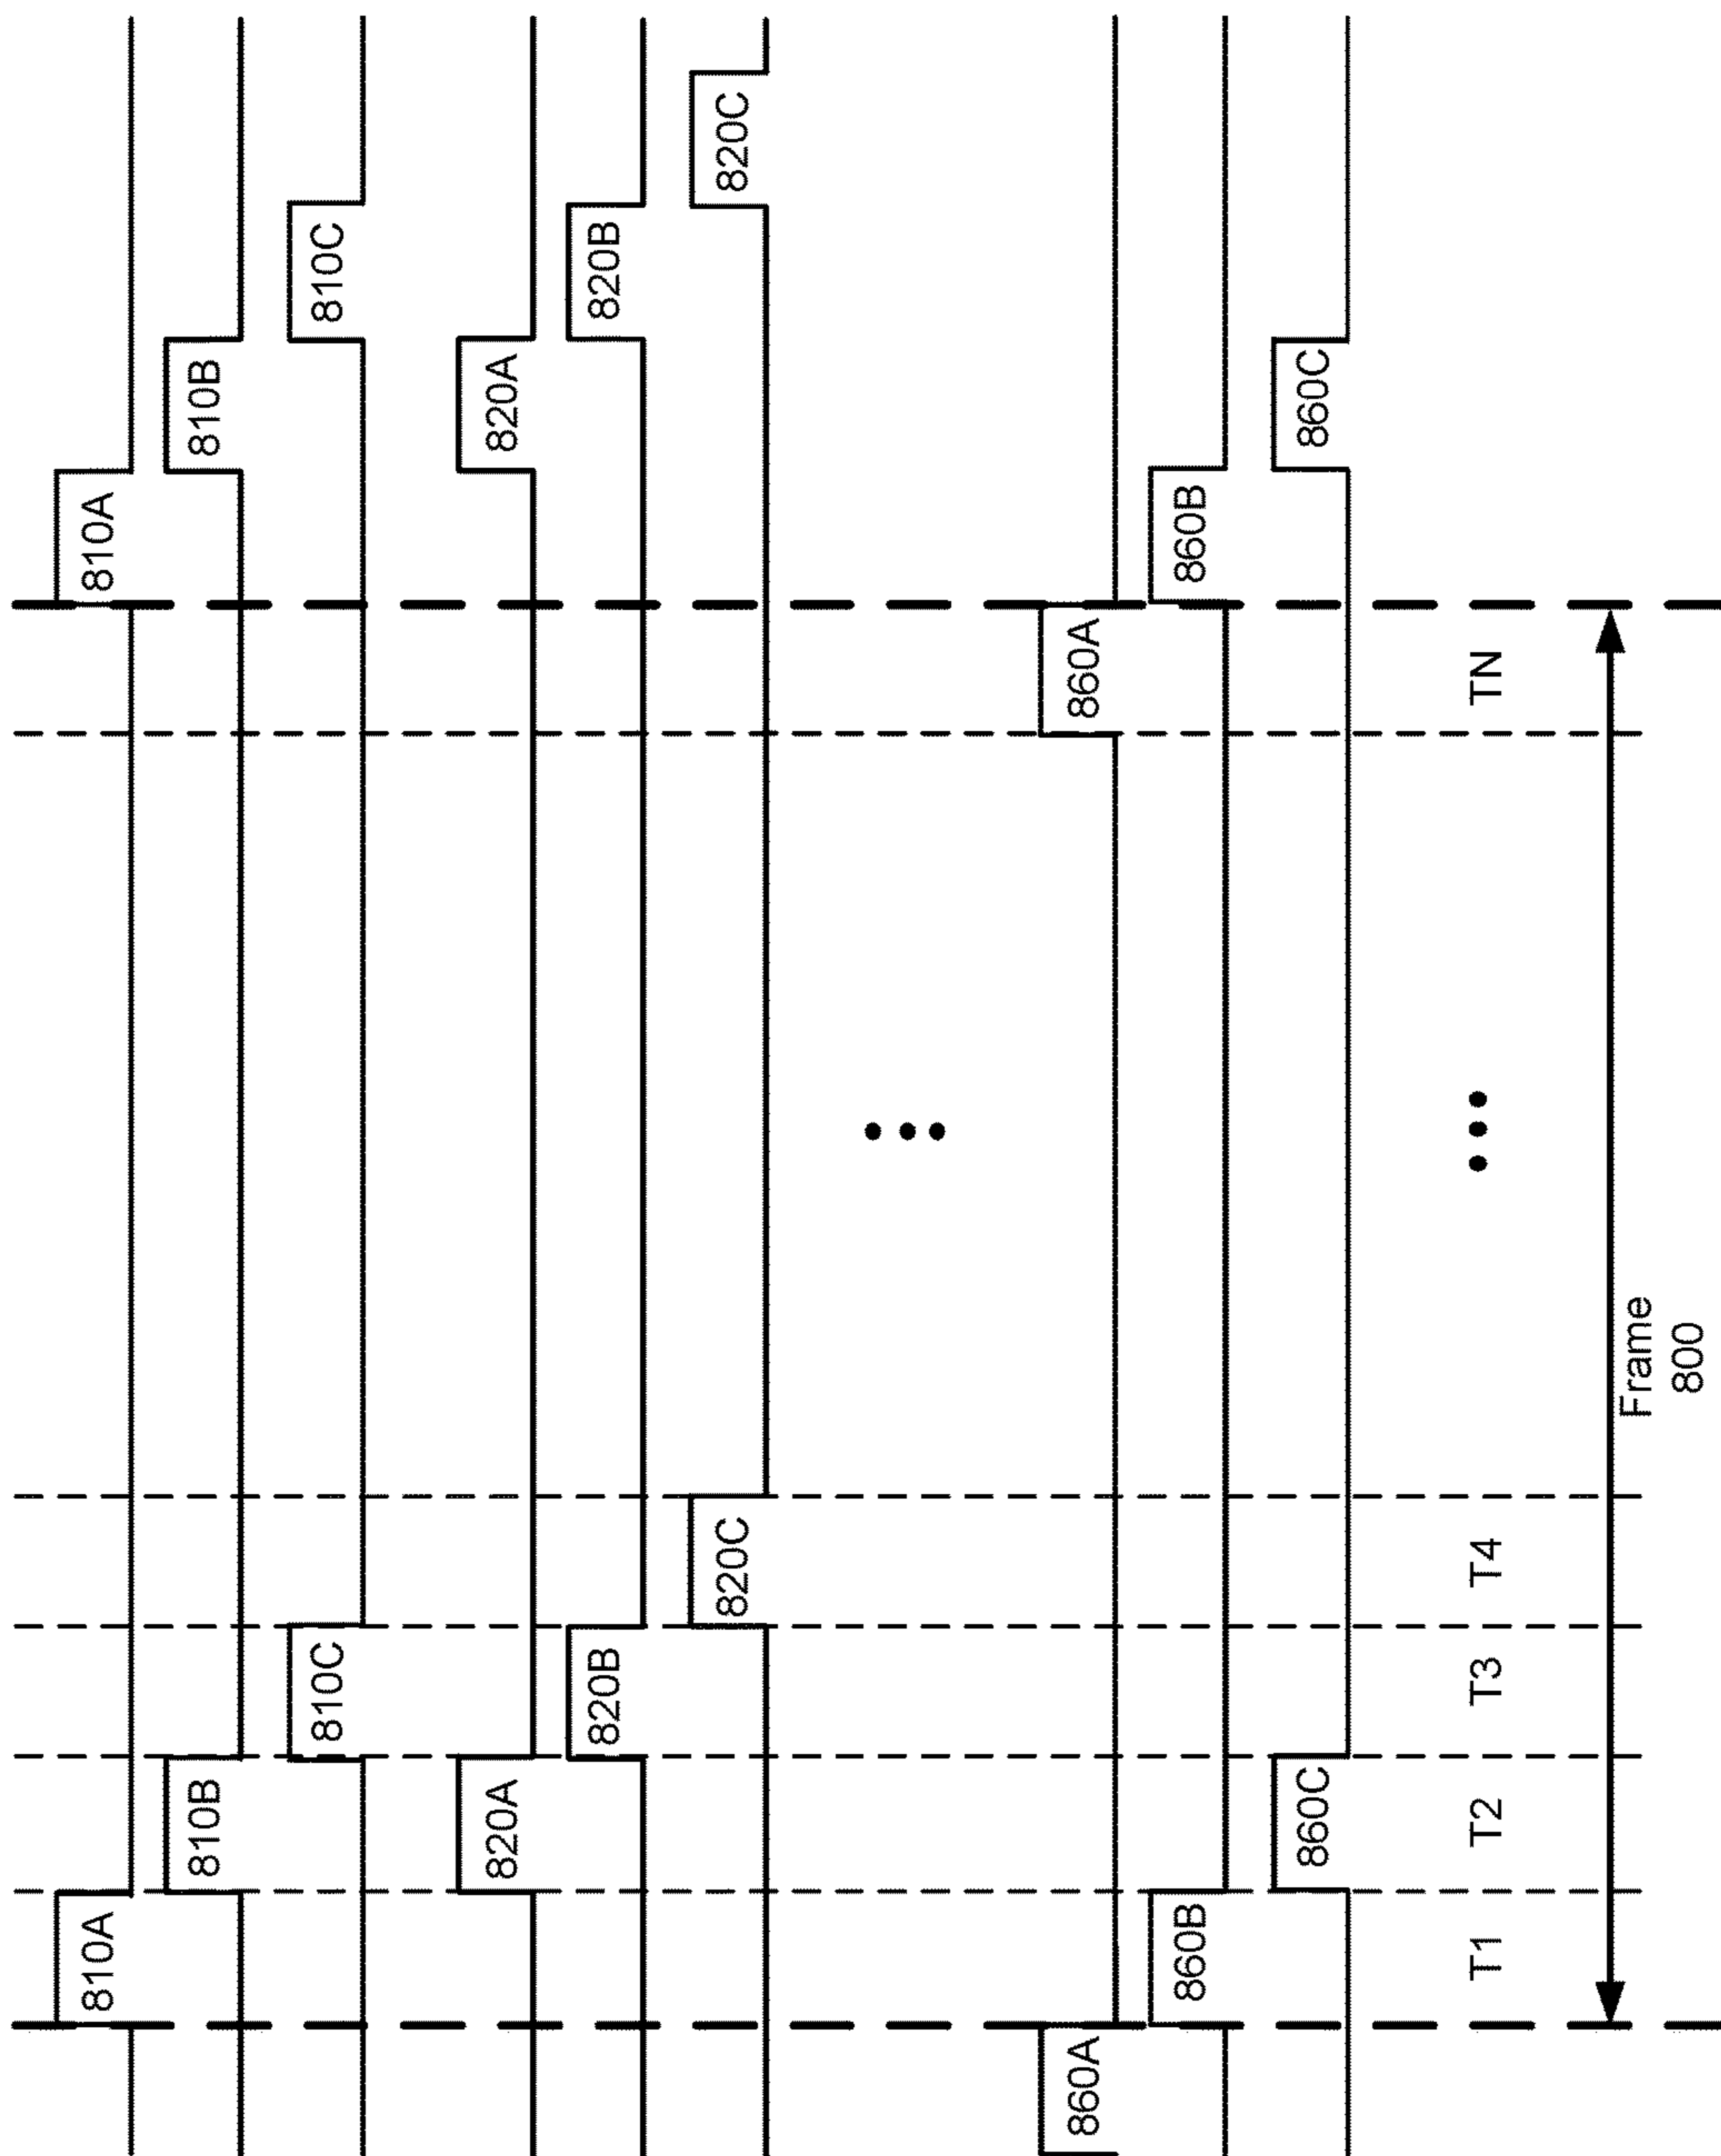 810A 810A
810B 810B
810C 810C
820A 820A
820B 820B
820C 820C
860A 860A
860B 860B
860C 860C
T1 T2 T3 T4 ... TN
Frame
800